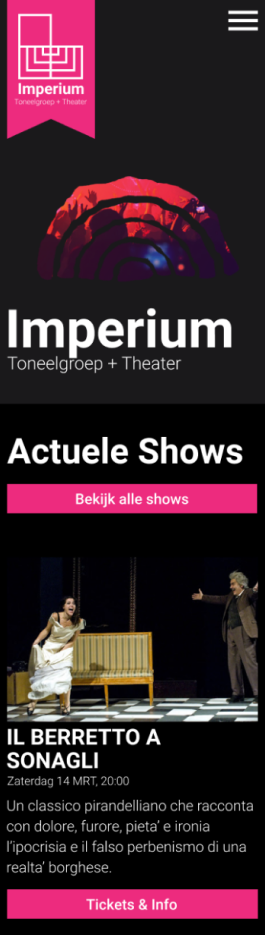 Imperium
Toneelgroep + Theater
Imperium
Toneelgroep + Theater
Actuele Shows
Bekijk alle shows
IL BERRETTO A
SONAGLI
Zaterdag 14 MRT, 20:00
Un classico pirandelliano che racconta
con dolore, furore, pieta’ e ironia
l’ipocrisia e il falso perbenismo di una
realta’ borghese.
Tickets & Info